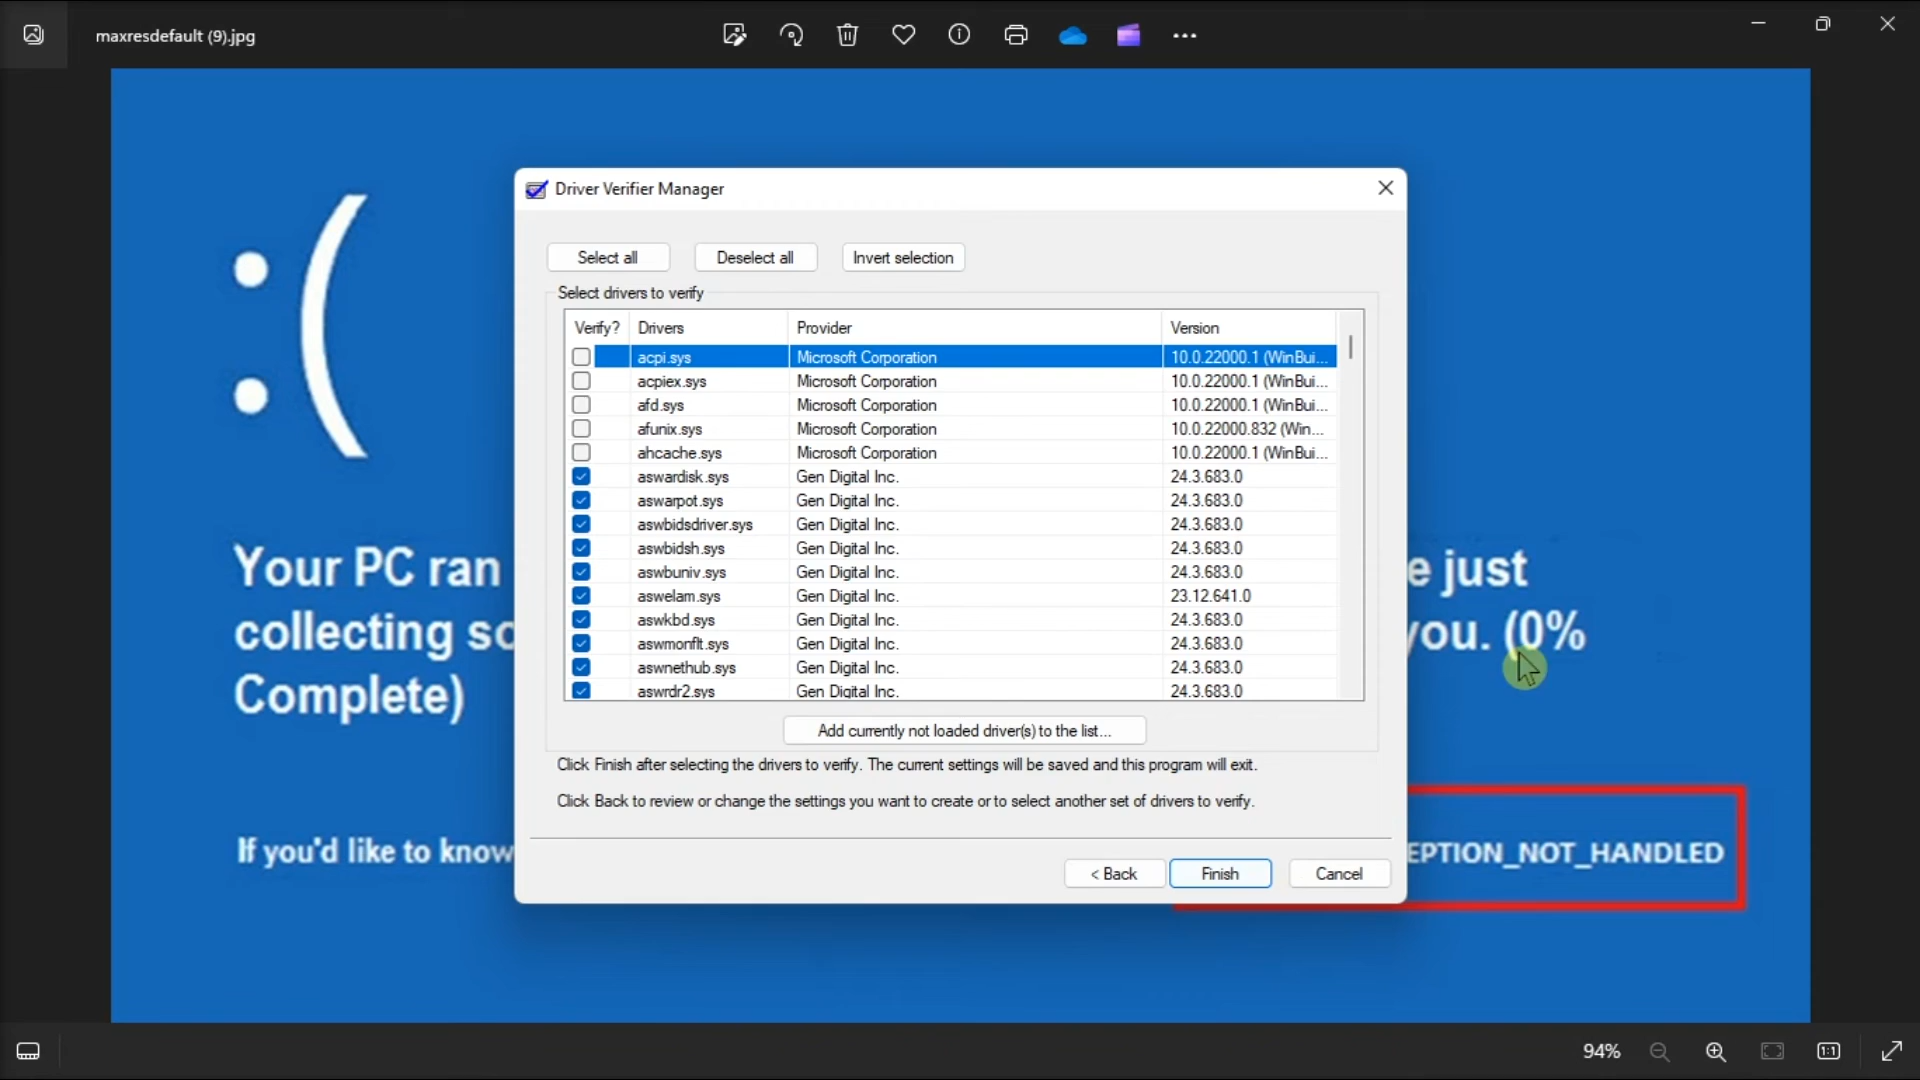 maxresdefault (9).jpg
:(
Driver Verifier Manager
Select all Deselect all Invert selection
Select drivers to verify
Verify? Drivers Provider Version
acpi.sys Microsoft Corporation 10.0.22000.1 (WinBui...
acpiex.sys Microsoft Corporation 10.0.22000.1 (WinBui...
afd.sys Microsoft Corporation 10.0.22000.1 (WinBui...
afunix.sys Microsoft Corporation 10.0.22000.832 (Win...
ahcache.sys Microsoft Corporation 10.0.22000.1 (WinBui...
aswardisk.sys Gen Digital Inc. 24.3.683.0
aswarpot.sys Gen Digital Inc. 24.3.683.0
aswbidsdriver.sys Gen Digital Inc. 24.3.683.0
aswbidsh.sys Gen Digital Inc. 24.3.683.0
aswbuniv.sys Gen Digital Inc. 24.3.683.0
aswelam.sys Gen Digital Inc. 23.12.641.0
aswkbd.sys Gen Digital Inc. 24.3.683.0
aswmonflt.sys Gen Digital Inc. 24.3.683.0
aswnethub.sys Gen Digital Inc. 24.3.683.0
aswrdr2.sys Gen Digital Inc. 24.3.683.0
Add currently not loaded driver(s) to the list...
Click Finish after selecting the drivers to verify. The current settings will be saved and this program will exit.
Click Back to review or change the settings you want to create or to select another set of drivers to verify.
< Back Finish Cancel
Your PC ran e just
collecting so you. (0%
Complete)
If you'd like to know EPTION_NOT_HANDLED
94%
1:1